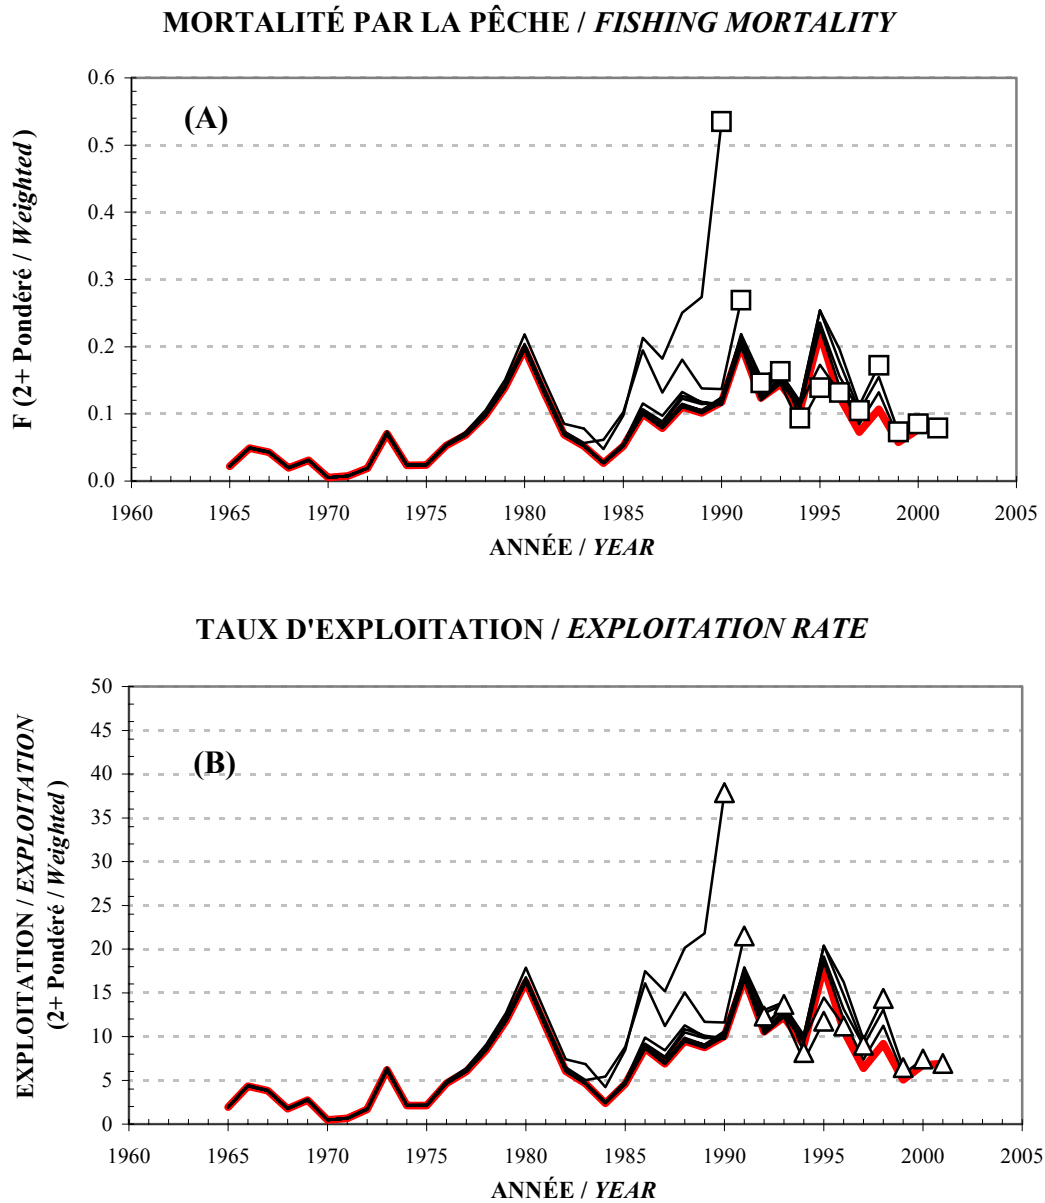 MORTALITÉ PAR LA PÊCHE / FISHING MORTALITY
0.6
(A)
0.5
0.4
0.3
0.2
0.1
0.0
F (2+ Pondéré / Weighted )
1960 1965 1970 1975 1980 1985 1990 1995 2000 2005
ANNÉE / YEAR
TAUX D'EXPLOITATION / EXPLOITATION RATE
50
45
(B)
40
35
30
25
20
15
10
5
0
EXPLOITATION / EXPLOITATION
(2+ Pondéré / Weighted )
1960 1965 1970 1975 1980 1985 1990 1995 2000 2005
ANNÉE / YEAR